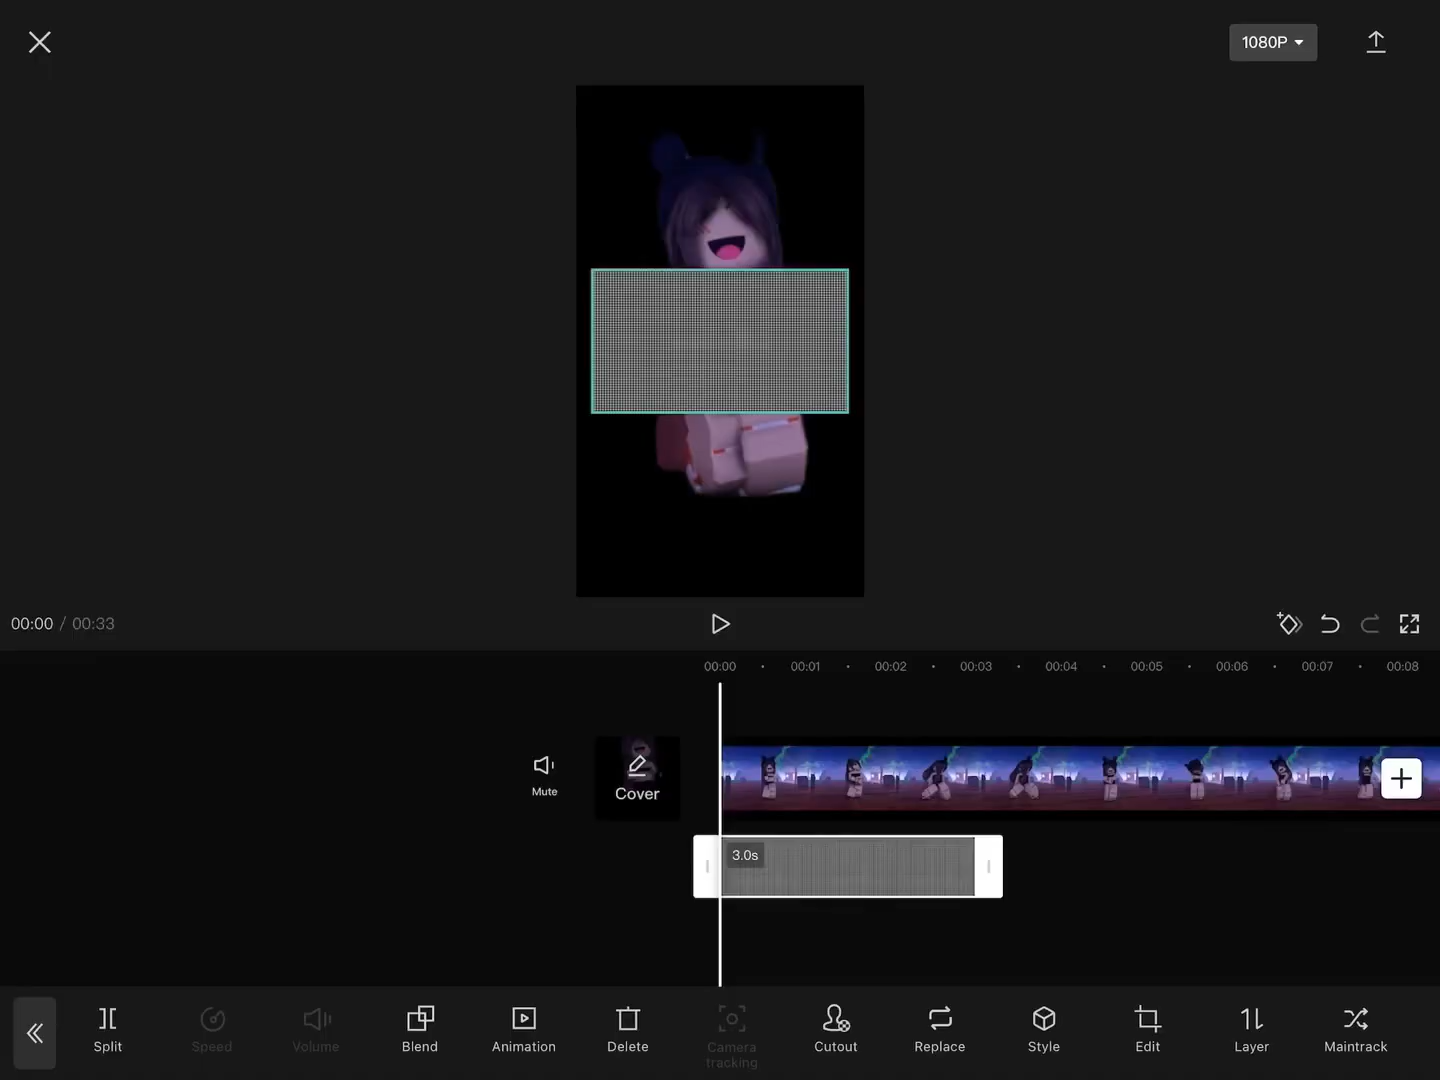 1080P
00:00 / 00:33
00:00 00:01 00:02 00:03 00:04 00:05 00:06 00:07 00:08
Mute
Cover
3.0s
Split
Speed
Volume
Blend
Animation
Delete
Camera
tracking
Cutout
Replace
Style
Edit
Layer
Maintrack